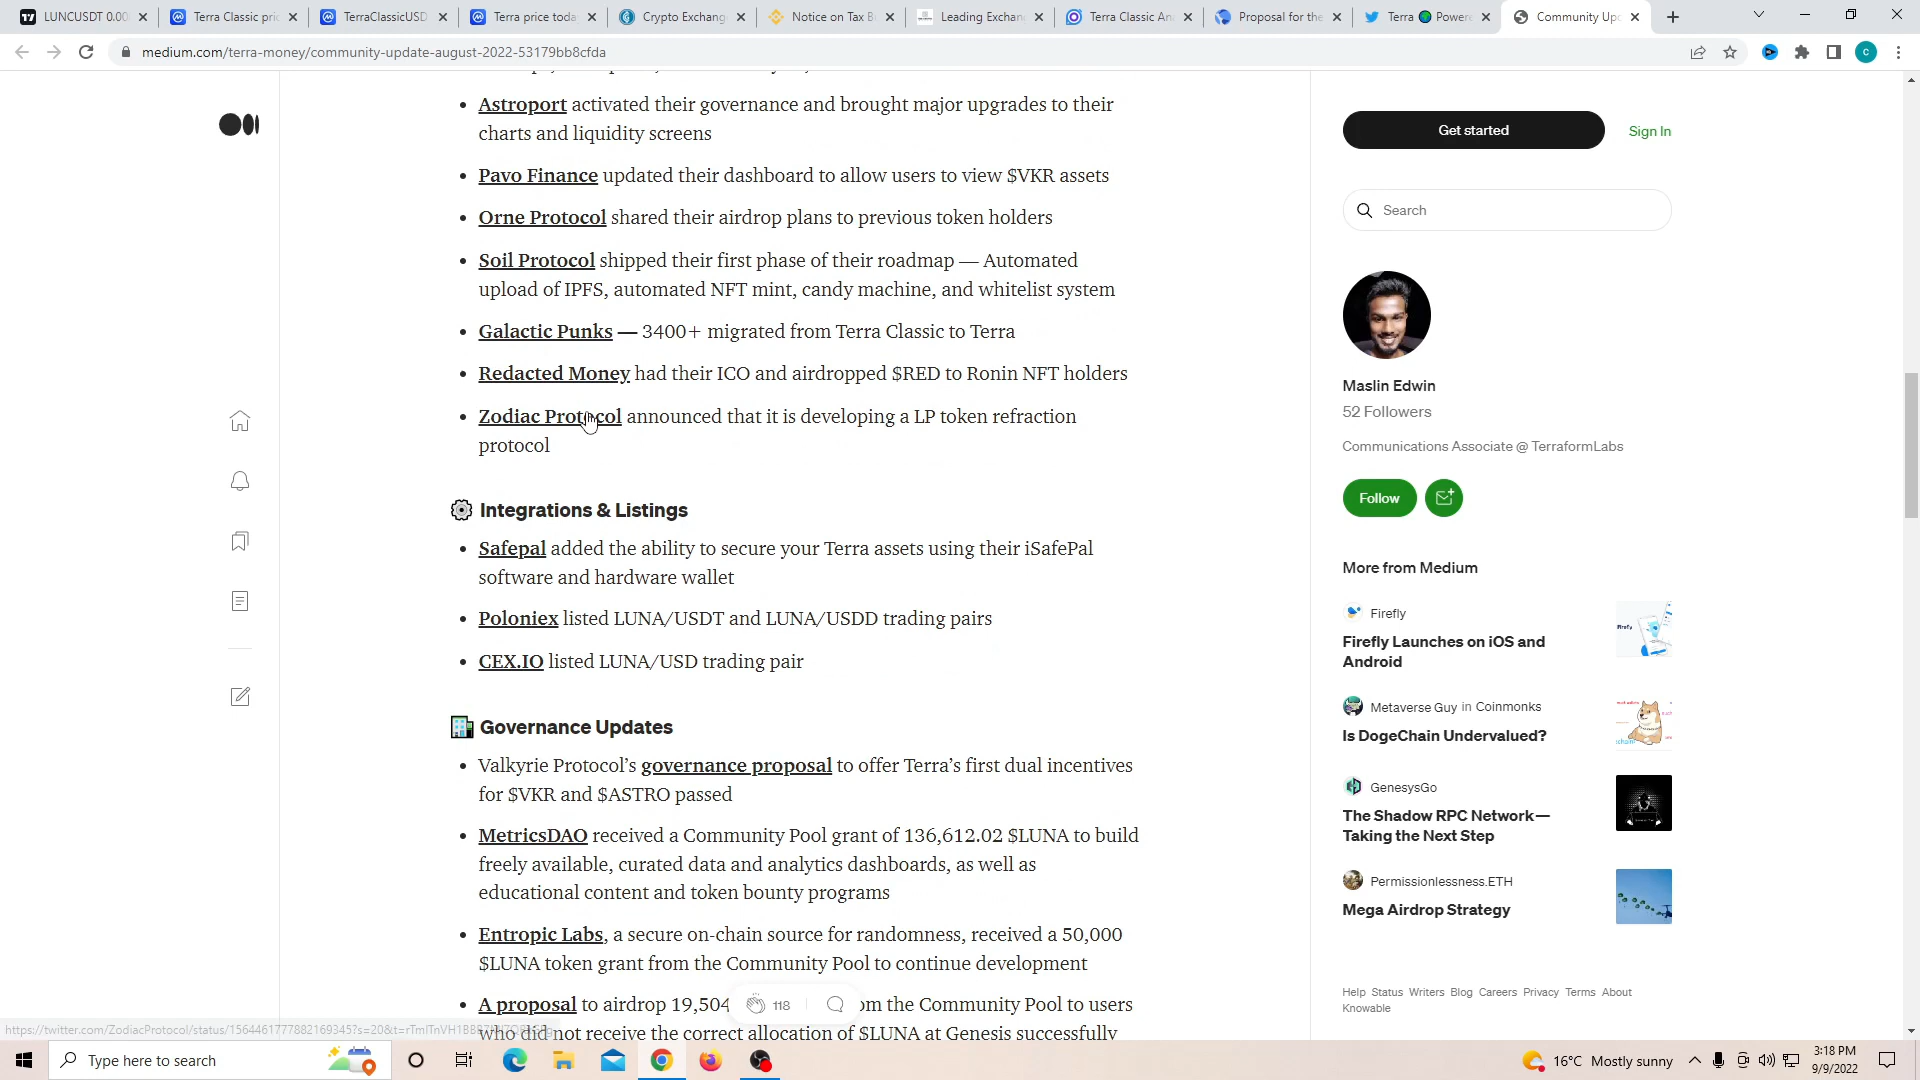 LUNCUSDT 0.00
Terra Classic pri
TerraClassicUSD
Terra price toda
Crypto Exchang
Notice on Tax B
Leading Exchan
Terra Classic An
Proposal for the
Terra Power
Community Upd
medium.com/terra-money/community-update-august-2022-53179bb8cfda
Astroport activated their governance and brought major upgrades to their
charts and liquidity screens
Pavo Finance updated their dashboard to allow users to view $VKR assets
Orne Protocol shared their airdrop plans to previous token holders
Soil Protocol shipped their first phase of their roadmap — Automated
upload of IPFS, automated NFT mint, candy machine, and whitelist system
Galactic Punks — 3400+ migrated from Terra Classic to Terra
Redacted Money had their ICO and airdropped $RED to Ronin NFT holders
Zodiac Protocol announced that it is developing a LP token refraction
protocol
Integrations & Listings
Safepal added the ability to secure your Terra assets using their iSafePal
software and hardware wallet
Poloniex listed LUNA/USDT and LUNA/USDD trading pairs
CEX.IO listed LUNA/USD trading pair
Governance Updates
Valkyrie Protocol’s governance proposal to offer Terra’s first dual incentives
for $VKR and $ASTRO passed
MetricsDAO received a Community Pool grant of 136,612.02 $LUNA to build
freely available, curated data and analytics dashboards, as well as
educational content and token bounty programs
Entropic Labs, a secure on-chain source for randomness, received a 50,000
$LUNA token grant from the Community Pool to continue development
A proposal to airdrop 19,504 om the Community Pool to users
118
who did not receive the correct allocation of $LUNA at Genesis successfully
Get started
Sign In
Search
Maslin Edwin
52 Followers
Communications Associate @ TerraformLabs
Follow
More from Medium
Firefly
Firefly Launches on iOS and
Android
Metaverse Guy in Coinmonks
Is DogeChain Undervalued?
GenesysGo
The Shadow RPC Network—
Taking the Next Step
Permissionlessness.ETH
Mega Airdrop Strategy
Help Status Writers Blog Careers Privacy Terms About
Knowable
Type here to search
16°C Mostly sunny
3:18 PM
9/9/2022